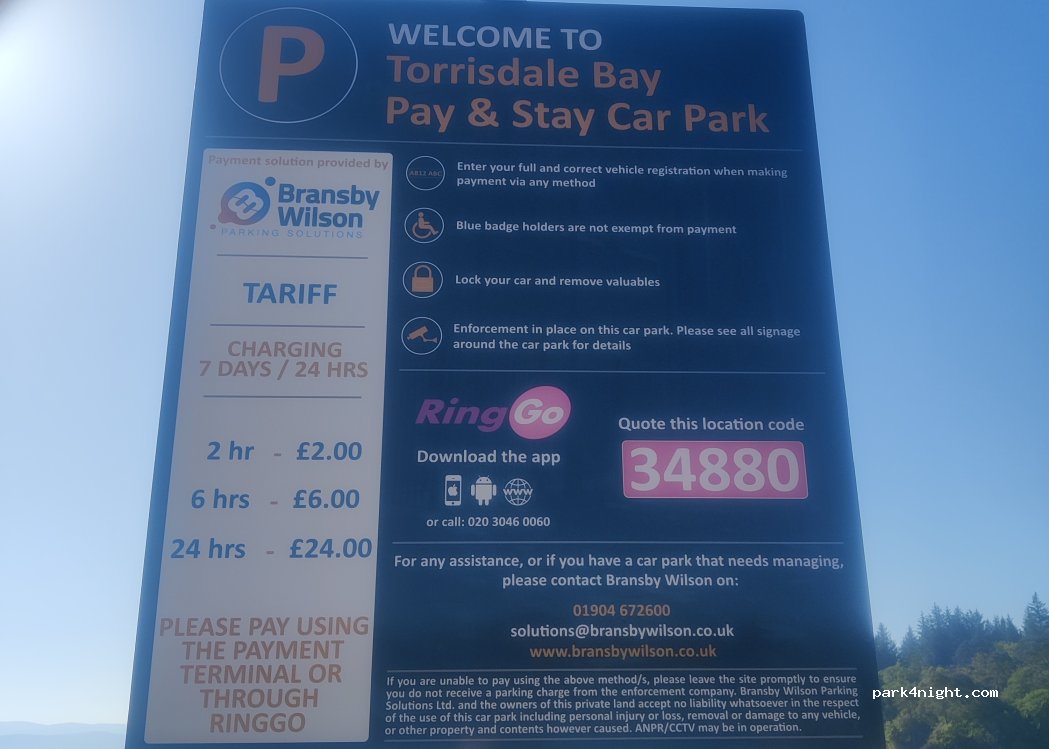 P
WELCOME TO
Torrisdale Bay
Pay & Stay Car Park
Payment solution provided by
Bransby
Wilson
PARKING SOLUTIONS
TARIFF
CHARGING
7 DAYS / 24 HRS
2 hr - £2.00
6 hrs - £6.00
24 hrs - £24.00
PLEASE PAY USING
THE PAYMENT
TERMINAL OR
THROUGH
RINGGO
AB12 ABC
Enter your full and correct vehicle registration when making
payment via any method
Blue badge holders are not exempt from payment
Lock your car and remove valuables
Enforcement in place on this car park. Please see all signage
around the car park for details
RingGo
Download the app
www
or call: 020 3046 0060
Quote this location code
34880
For any assistance, or if you have a car park that needs managing,
please contact Bransby Wilson on:
01904 672600
solutions@bransbywilson.co.uk
www.bransbywilson.co.uk
If you are unable to pay using the above method/s, please leave the site promptly to ensure
you do not receive a parking charge from the enforcement company. Bransby Wilson Parking
Solutions Ltd. and the owners of this private land accept no liability whatsoever in the respect
of the use of this car park including personal injury or loss, removal or damage to any vehicle,
or other property and contents however caused. ANPR/CCTV may be in operation.
park4night.com